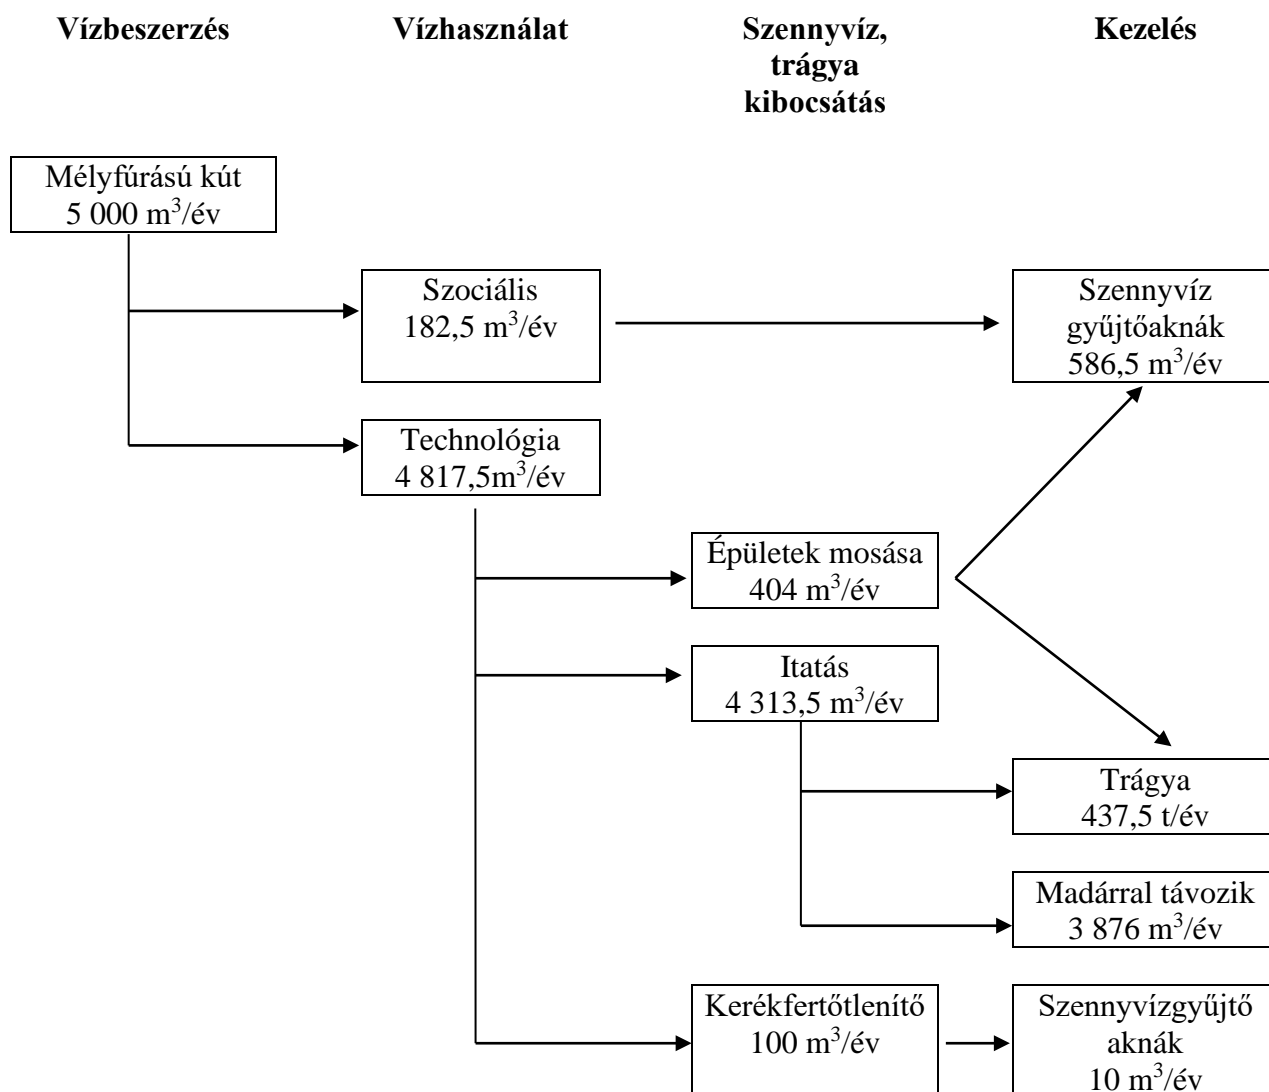 Vízbeszerzés
Vízhasználat
Szennyvíz,
trágya
kibocsátás
Kezelés
Mélyfúrású kút
5 000 m³/év
Szociális
182,5 m³/év
Szennyvíz
gyűjtőaknák
586,5 m³/év
Technológia
4 817,5m³/év
Épületek mosása
404 m³/év
Itatás
4 313,5 m³/év
Trágya
437,5 t/év
Madárral távozik
3 876 m³/év
Kerékfertőtlenítő
100 m³/év
Szennyvízgyűjtő
aknák
10 m³/év